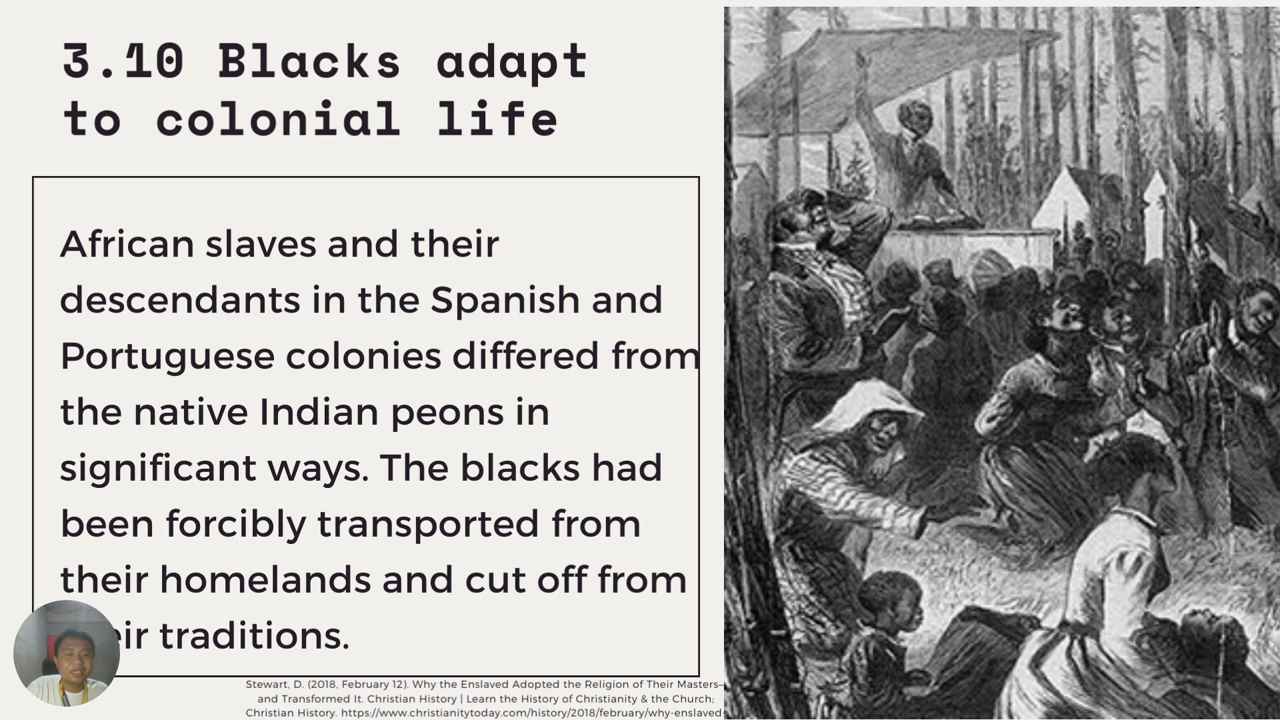 3.10 Blacks adapt
to colonial life
African slaves and their
descendants in the Spanish and
Portuguese colonies differed from
the native Indian peons in
significant ways. The blacks had
been forcibly transported from
their homelands and cut off from
eir traditions.
Stewart, D. (2018, February 12). Why the Enslaved Adopted the Religion of Their Masters—
and Transformed It. Christian History | Learn the History of Christianity & the Church;
Christian History. https://www.christianitytoday.com/history/2018/february/why-enslaved-